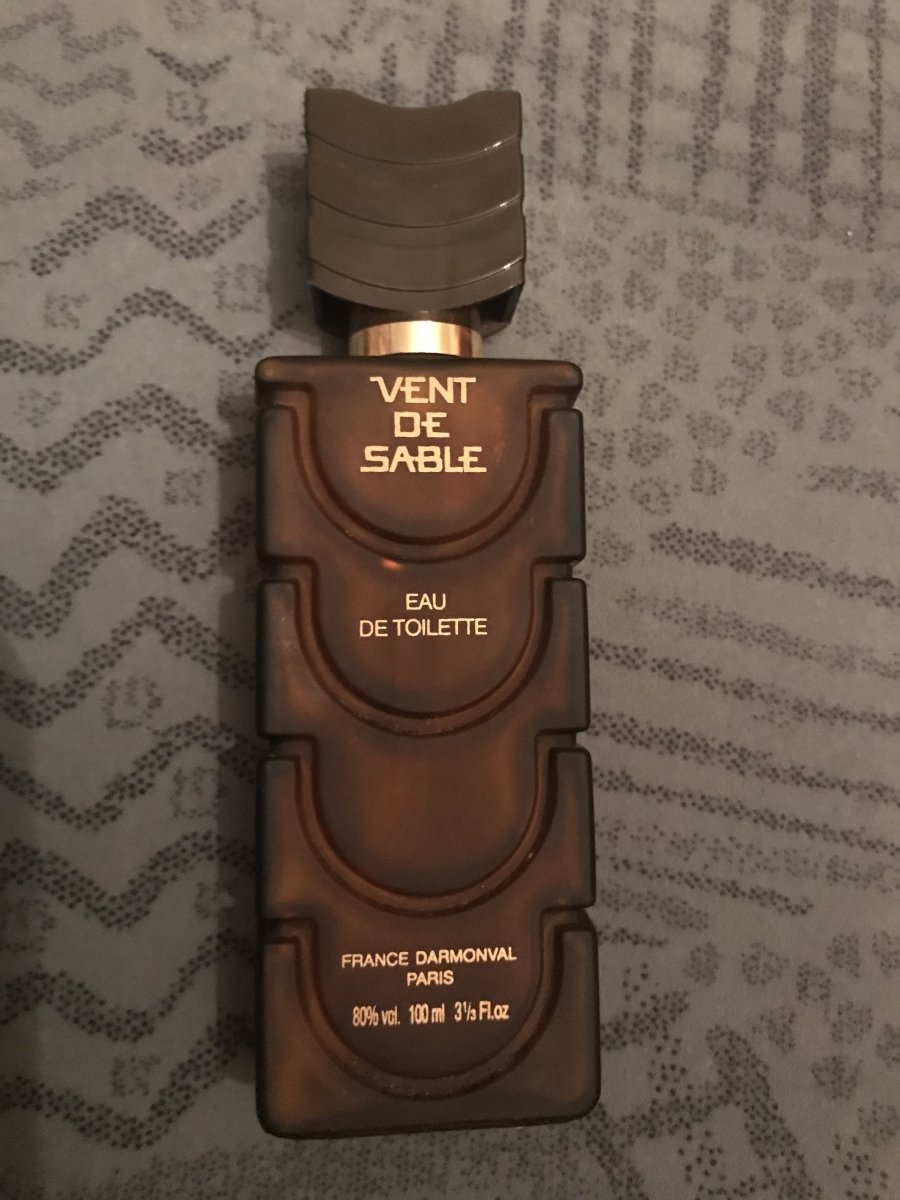 VENT
DE
SABLE
EAU
DE TOILETTE
FRANCE DARMONVAL
PARIS
80% vol. 100 ml 3⅓ Fl.oz